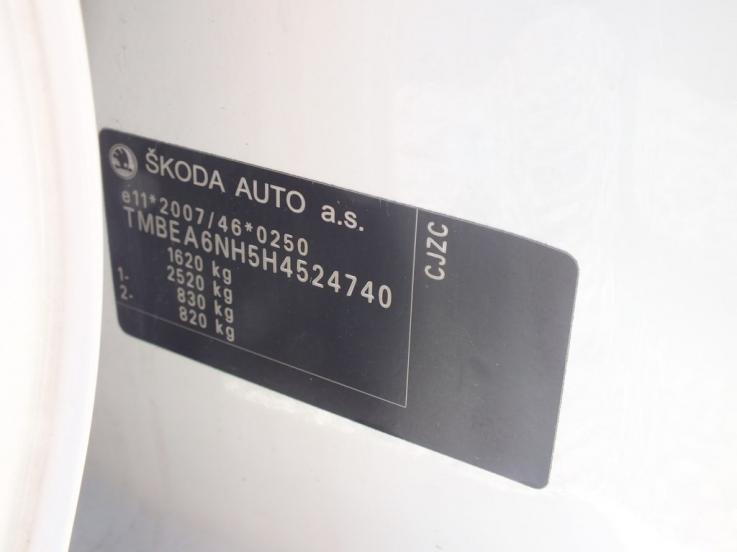 ŠKODA AUTO a.s.
e11*2007/46*0250
TMBEA6NH5H4524740
1620 kg
2520 kg
1- 830 kg
2- 820 kg
CJZC